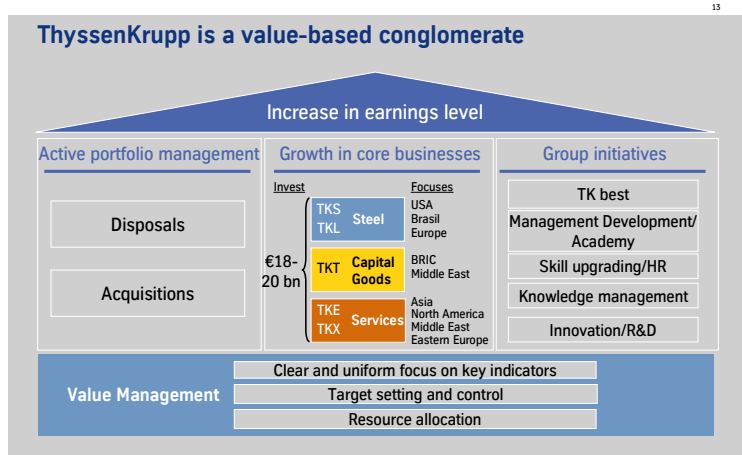 13
ThyssenKrupp is a value-based conglomerate
Increase in earnings level
Active portfolio management
Disposals
Acquisitions
Growth in core businesses
Invest
Focuses
€18-
20 bn
TKS
TKL
Steel
USA
Brasil
Europe
TKT
Capital
Goods
BRIC
Middle East
TKE
TKX
Services
Asia
North America
Middle East
Eastern Europe
Group initiatives
TK best
Management Development/
Academy
Skill upgrading/HR
Knowledge management
Innovation/R&D
Value Management
Clear and uniform focus on key indicators
Target setting and control
Resource allocation